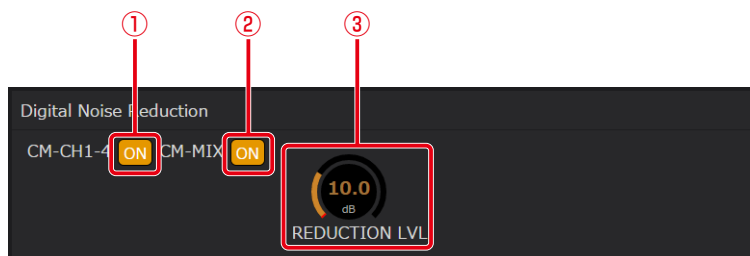 ① ② ③
Digital Noise Reduction
CM-CH1-4 ON CM-MIX ON
10.0
dB
REDUCTION LVL